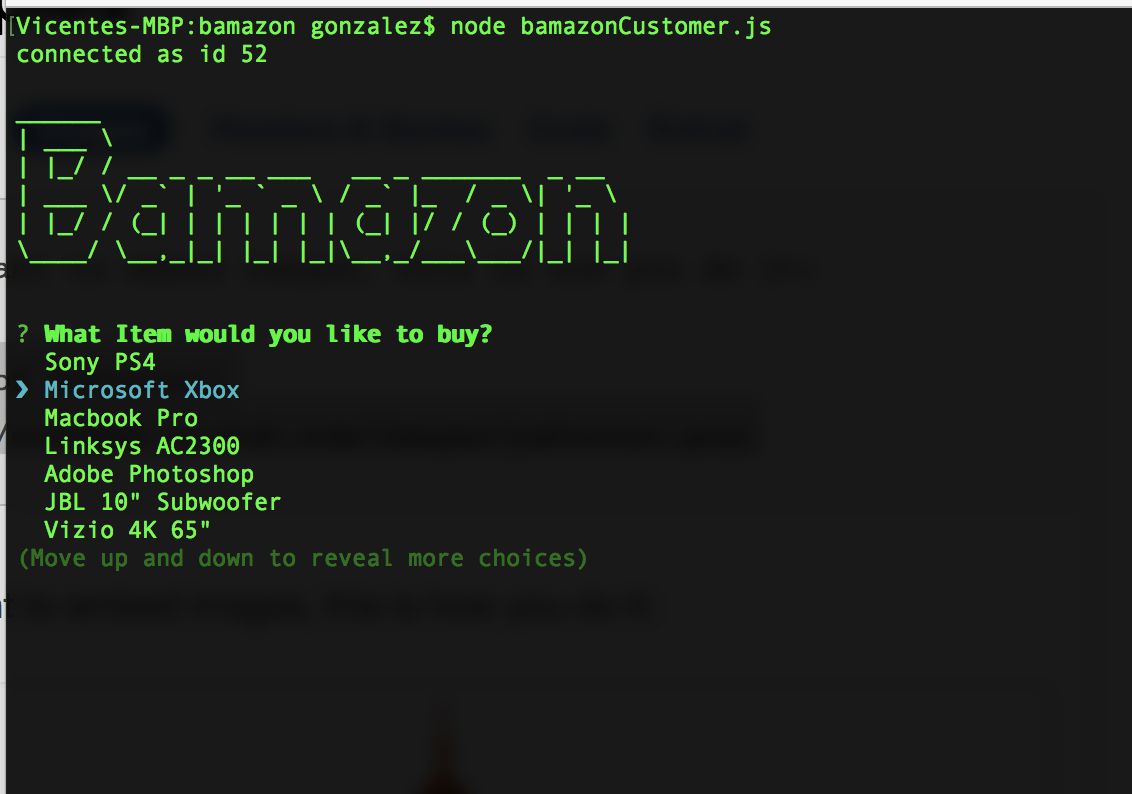 [Vicentes-MBP:bamazon gonzalez$ node bamazonCustomer.js
connected as id 52
Bamazon
? What Item would you like to buy?
Sony PS4
❯ Microsoft Xbox
Macbook Pro
Linksys AC2300
Adobe Photoshop
JBL 10" Subwoofer
Vizio 4K 65"
(Move up and down to reveal more choices)